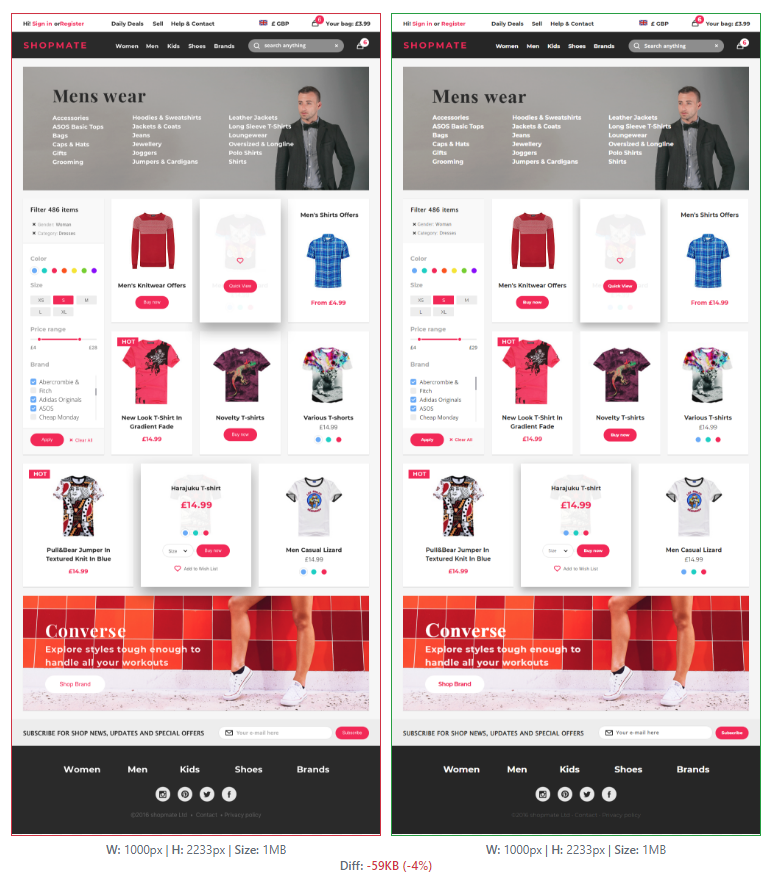 Hi! Sign in orRegister
Daily Deals Sell Help & Contact
£ GBP
6
Your bag: £3.99
SHOPMATE
Women Men Kids Shoes Brands
search anything
×
6
Mens wear
Accessories
ASOS Basic Tops
Bags
Caps & Hats
Gifts
Grooming
Hoodies & Sweatshirts
Jackets & Coats
Jeans
Jewellery
Joggers
Jumpers & Cardigans
Leather Jackets
Long Sleeve T-Shirts
Loungewear
Oversized & Longline
Polo Shirts
Shirts
Filter 486 items
× Gender: Woman
× Category: Dresses
Color
Size
XS S M
L XL
Price range
£4 £28
Brand
Abercrombie &
Fitch
Adidas Originals
ASOS
Cheap Monday
Apply
× Clear All
Men's Knitwear Offers
Buy now
Quick View
Men's Shirts Offers
From £4.99
HOT
New Look T-Shirt In
Gradient Fade
£14.99
Novelty T-shirts
Buy now
Various T-shorts
£14.99
HOT
Pull&Bear Jumper In
Textured Knit In Blue
£14.99
Harajuku T-shirt
£14.99
Size
Buy now
Add to Wish List
Men Casual Lizard
£14.99
Converse
Explore styles tough enough to
handle all your workouts
Shop Brand
SUBSCRIBE FOR SHOP NEWS, UPDATES AND SPECIAL OFFERS
Your e-mail here
Subscribe
Women Men Kids Shoes Brands
©2016 shopmate Ltd • Contact • Privacy policy
W: 1000px | H: 2233px | Size: 1MB
Hi! Sign in or Register
Daily Deals Sell Help & Contact
£ GBP
6
Your bag: £3.99
SHOPMATE
Women Men Kids Shoes Brands
Search anything
×
6
Mens wear
Accessories
ASOS Basic Tops
Bags
Caps & Hats
Gifts
Grooming
Hoodies & Sweatshirts
Jackets & Coats
Jeans
Jewellery
Joggers
Jumpers & Cardigans
Leather Jackets
Long Sleeve T-Shirts
Loungewear
Oversized & Longline
Polo Shirts
Shirts
Filter 486 items
× Gender: Woman
× Category: Dresses
Color
Size
XS S M
L XL
Price range
£4 £28
Brand
Abercrombie &
Fitch
Adidas Originals
ASOS
Cheap Monday
Apply
× Clear All
Men's Knitwear Offers
Buy now
Quick View
Men's Shirts Offers
From £14.99
HOT
New Look T-Shirt In
Gradient Fade
£14.99
Novelty T-shirts
Buy now
Various T-shirts
£14.99
HOT
Pull&Bear Jumper In
Textured Knit In Blue
£14.99
Harajuku T-shirt
£14.99
Size
Buy now
Add to Wish List
Men Casual Lizard
£14.99
Converse
Explore styles tough enough to
handle all your workouts
Shop Brand
SUBSCRIBE FOR SHOP NEWS, UPDATES AND SPECIAL OFFERS
Your e-mail here
Subscribe
Women Men Kids Shoes Brands
©2016 shopmate Ltd - Contact - Privacy policy
W: 1000px | H: 2233px | Size: 1MB
Diff: -59KB (-4%)